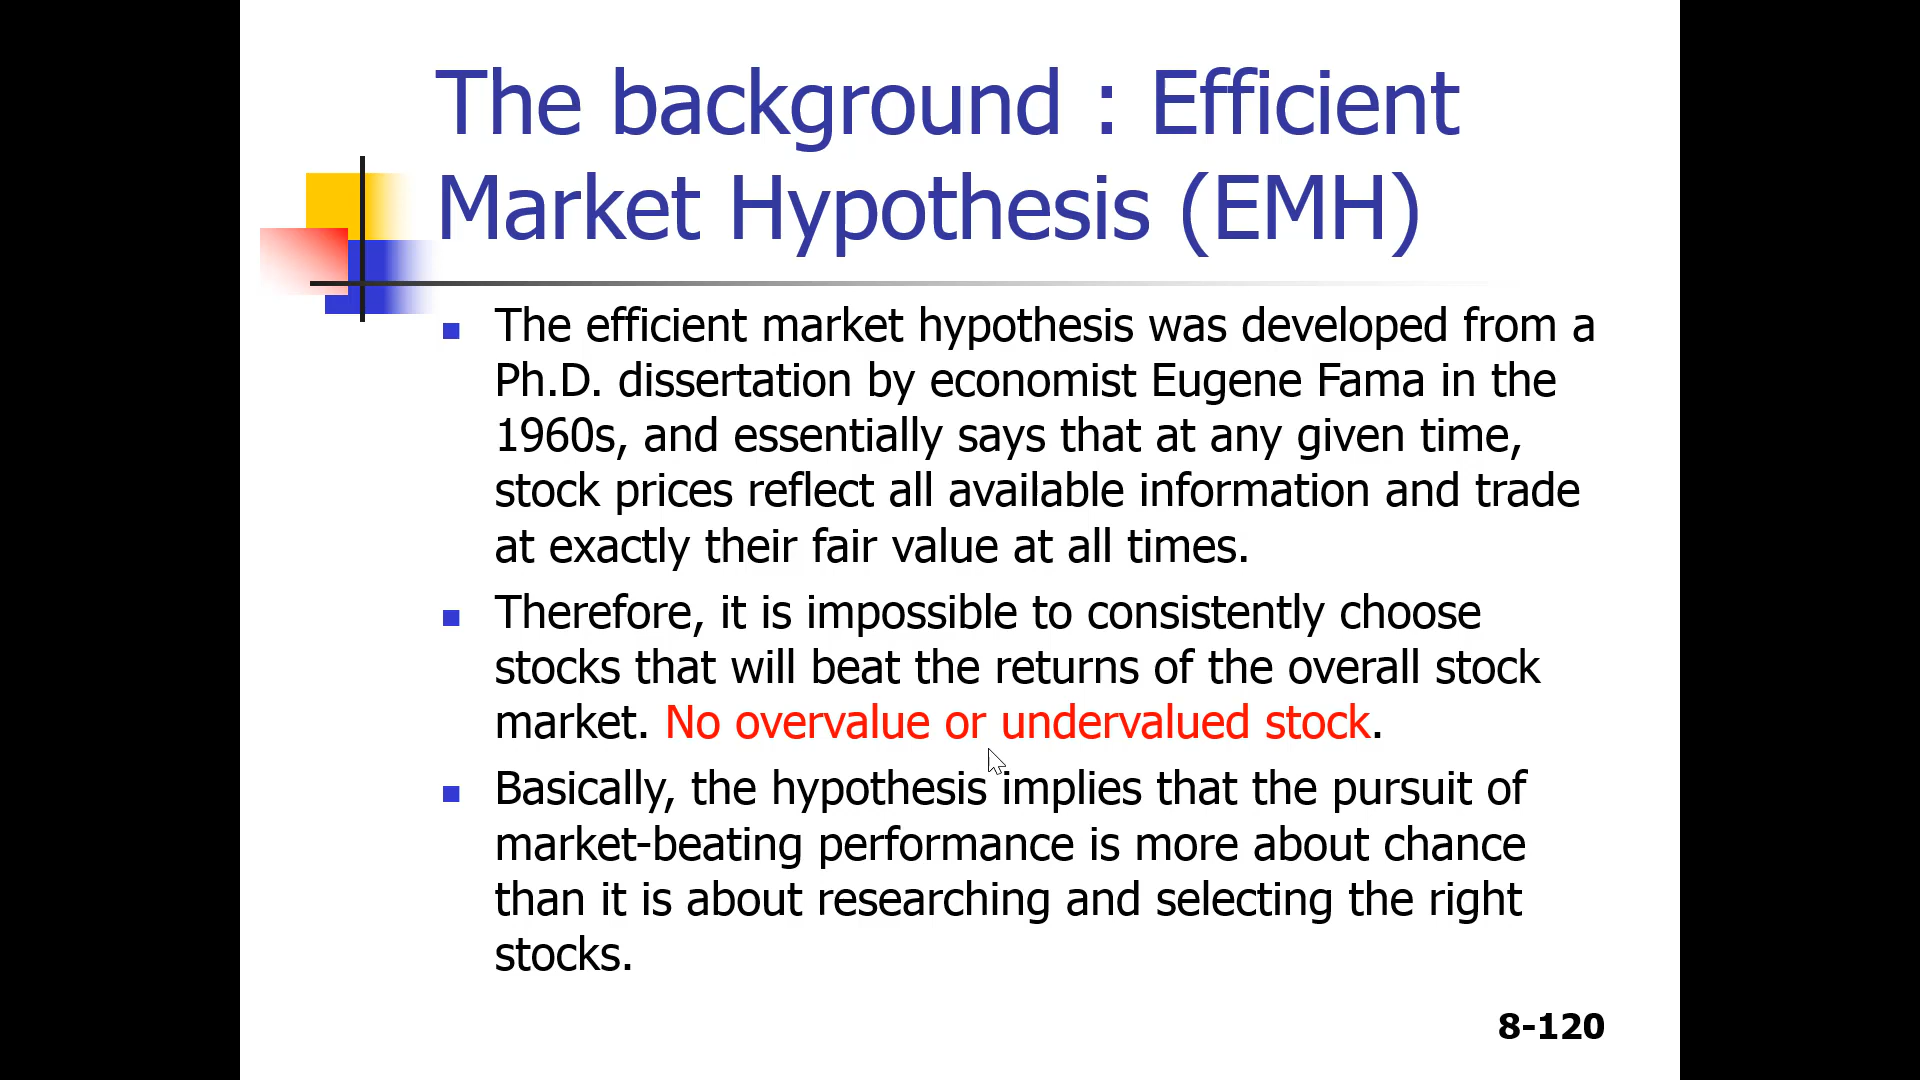 The background : Efficient
Market Hypothesis (EMH)
The efficient market hypothesis was developed from a
Ph.D. dissertation by economist Eugene Fama in the
1960s, and essentially says that at any given time,
stock prices reflect all available information and trade
at exactly their fair value at all times.
Therefore, it is impossible to consistently choose
stocks that will beat the returns of the overall stock
market. No overvalue or undervalued stock.
Basically, the hypothesis implies that the pursuit of
market-beating performance is more about chance
than it is about researching and selecting the right
stocks.
8-120